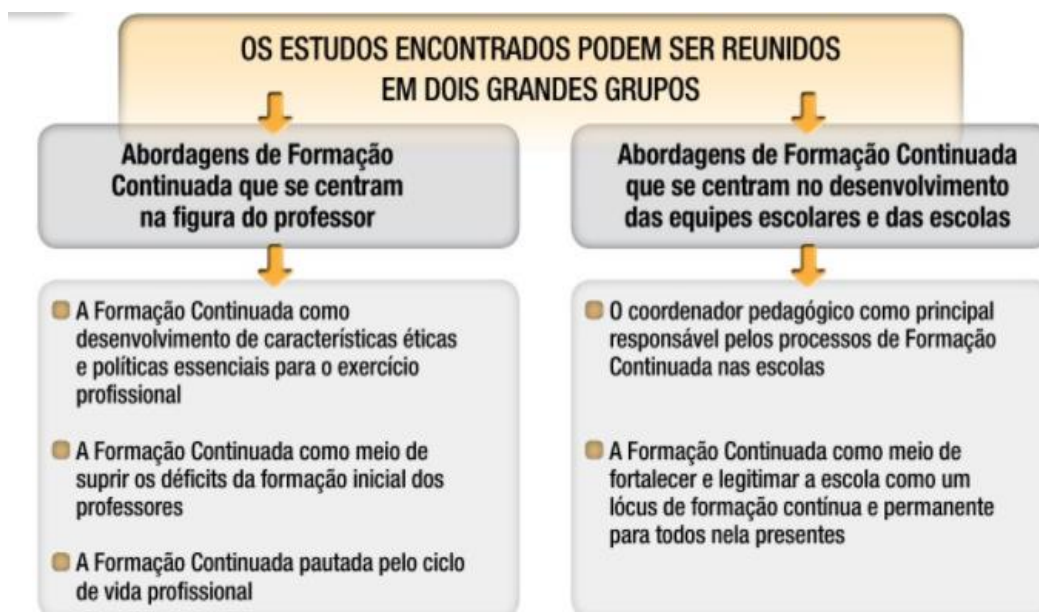 OS ESTUDOS ENCONTRADOS PODEM SER REUNIDOS
EM DOIS GRANDES GRUPOS
Abordagens de Formação
Continuada que se centram
na figura do professor
A Formação Continuada como
desenvolvimento de características éticas
e políticas essenciais para o exercício
profissional
A Formação Continuada como meio de
suprir os déficits da formação inicial dos
professores
A Formação Continuada pautada pelo ciclo
de vida profissional
Abordagens de Formação Continuada
que se centram no desenvolvimento
das equipes escolares e das escolas
O coordenador pedagógico como principal
responsável pelos processos de Formação
Continuada nas escolas
A Formação Continuada como meio de
fortalecer e legitimar a escola como um
lócus de formação contínua e permanente
para todos nela presentes